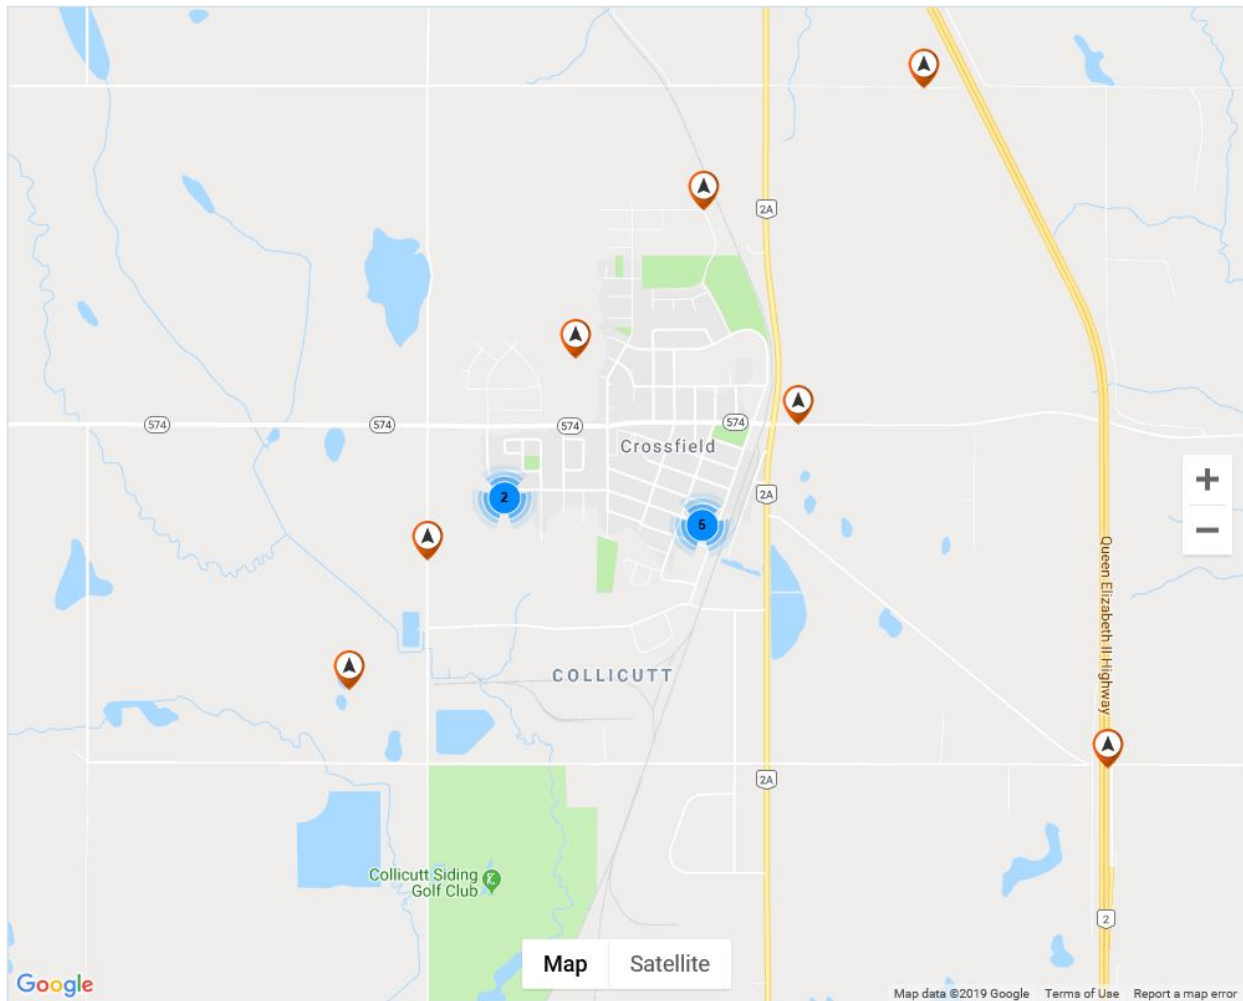 2A
574
574
574
574
Crossfield
2
5
2A
Queen Elizabeth II Highway
COLLICUTT
2A
Collicutt Siding
Golf Club
2
Map
Satellite
Google
Map data ©2019 Google
Terms of Use
Report a map error